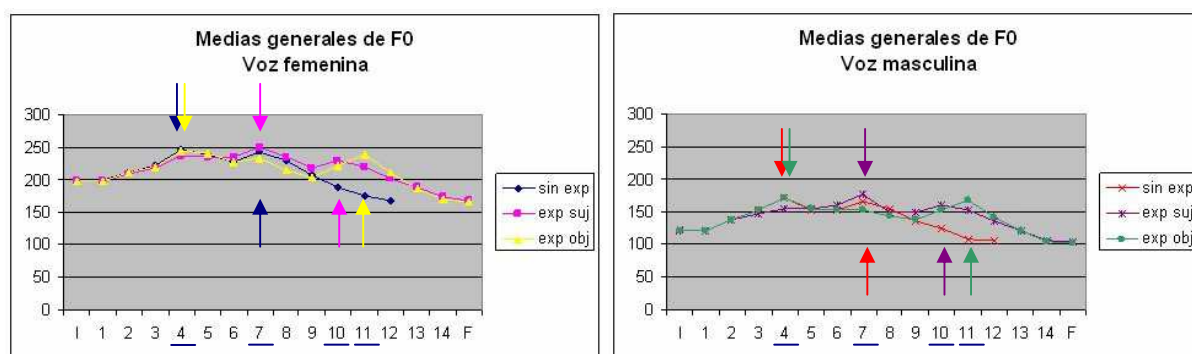 Medias generales de F0
Voz femenina
300
250
200
150
100
50
0
I 1 2 3 4 5 6 7 8 9 10 11 12 13 14 F
sin exp
exp suj
exp obj
Medias generales de F0
Voz masculina
300
250
200
150
100
50
0
I 1 2 3 4 5 6 7 8 9 10 11 12 13 14 F
sin exp
exp suj
exp obj